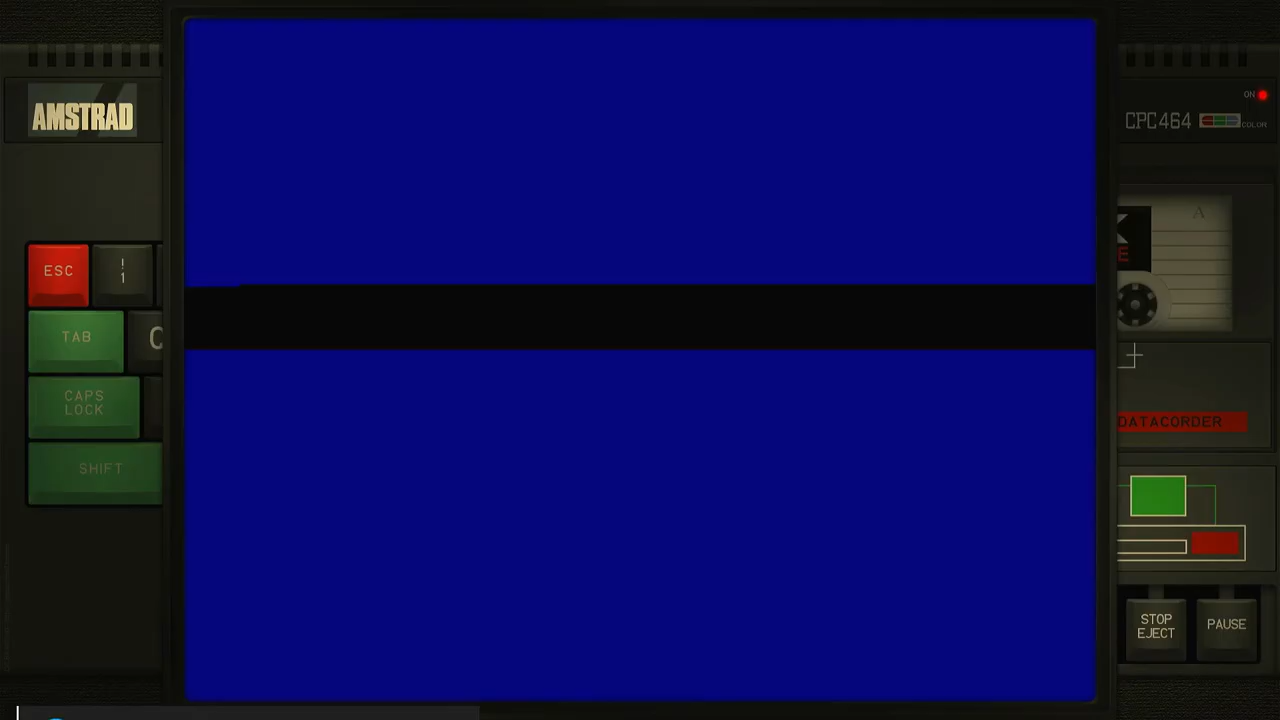 AMSTRAD
ON
CPC464
COLOR
A
K
E
ESC
!
1
TAB
CAPS
LOCK
SHIFT
DATACORDER
STOP
EJECT
PAUSE